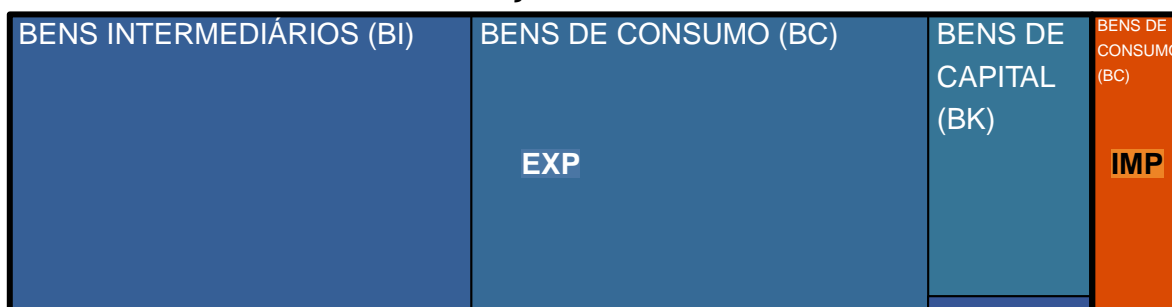 BENS INTERMEDIÁRIOS (BI)
BENS DE CONSUMO (BC)
BENS DE
CAPITAL
(BK)
BENS DE
CONSUMO
(BC)
EXP
IMP